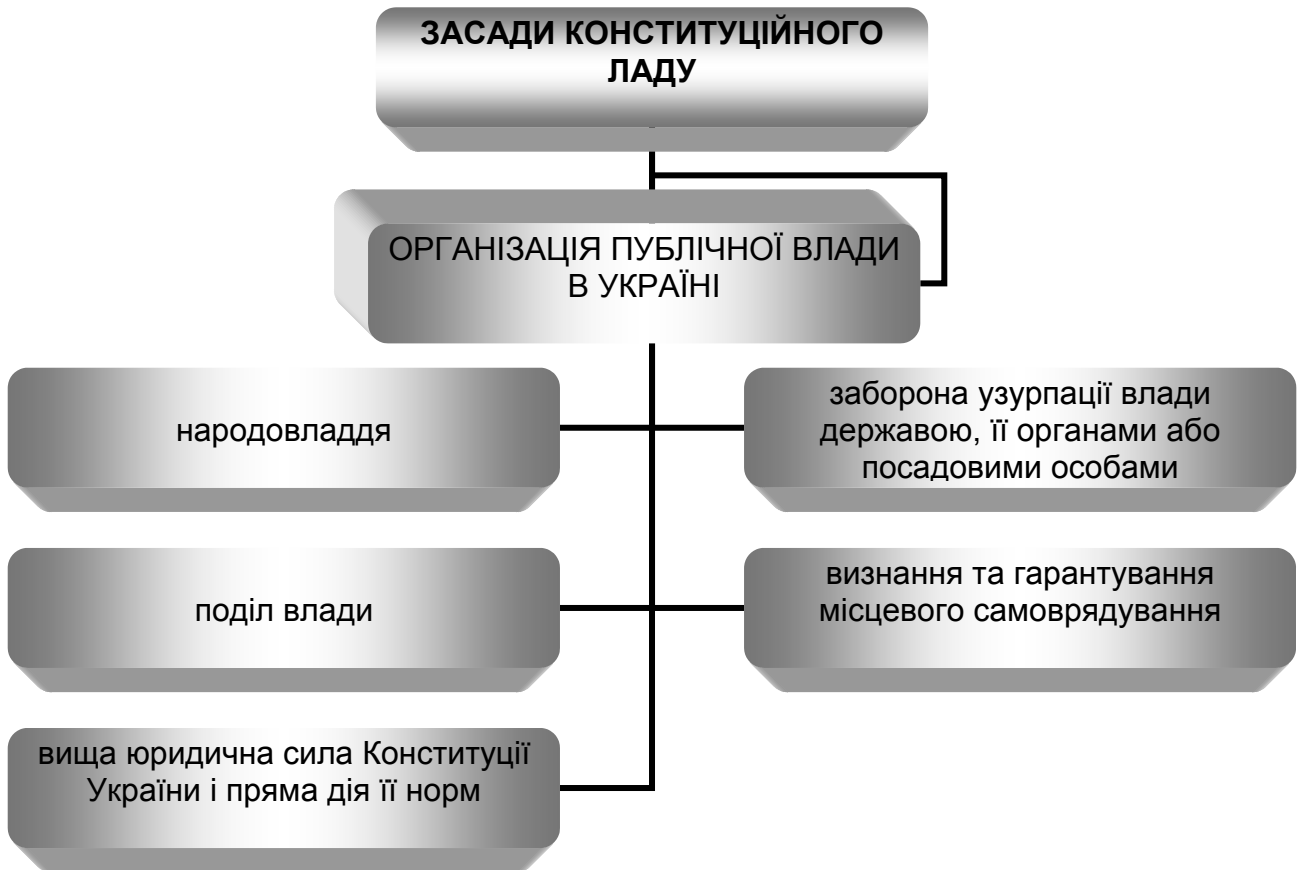 ЗАСАДИ КОНСТИТУЦІЙНОГО
ЛАДУ
ОРГАНІЗАЦІЯ ПУБЛІЧНОЇ ВЛАДИ
В УКРАЇНІ
народовладдя
заборона узурпації влади
державою, її органами або
посадовими особами
поділ влади
визнання та гарантування
місцевого самоврядування
вища юридична сила Конституції
України і пряма дія її норм